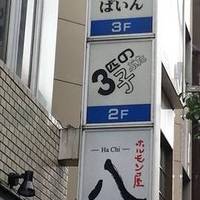 ぱいん
3F
3匹の
子ぶた
2F
— Ha Chi —
ホルモン屋
八